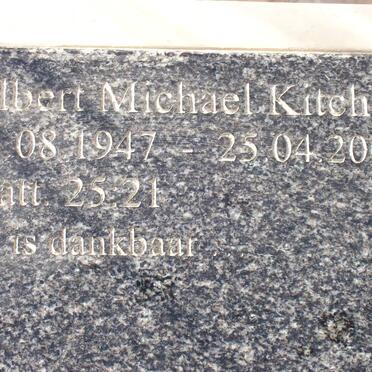 lbert Michael Kitch
08.1947 - 25.04.20
att. 25:21
is dankbaar